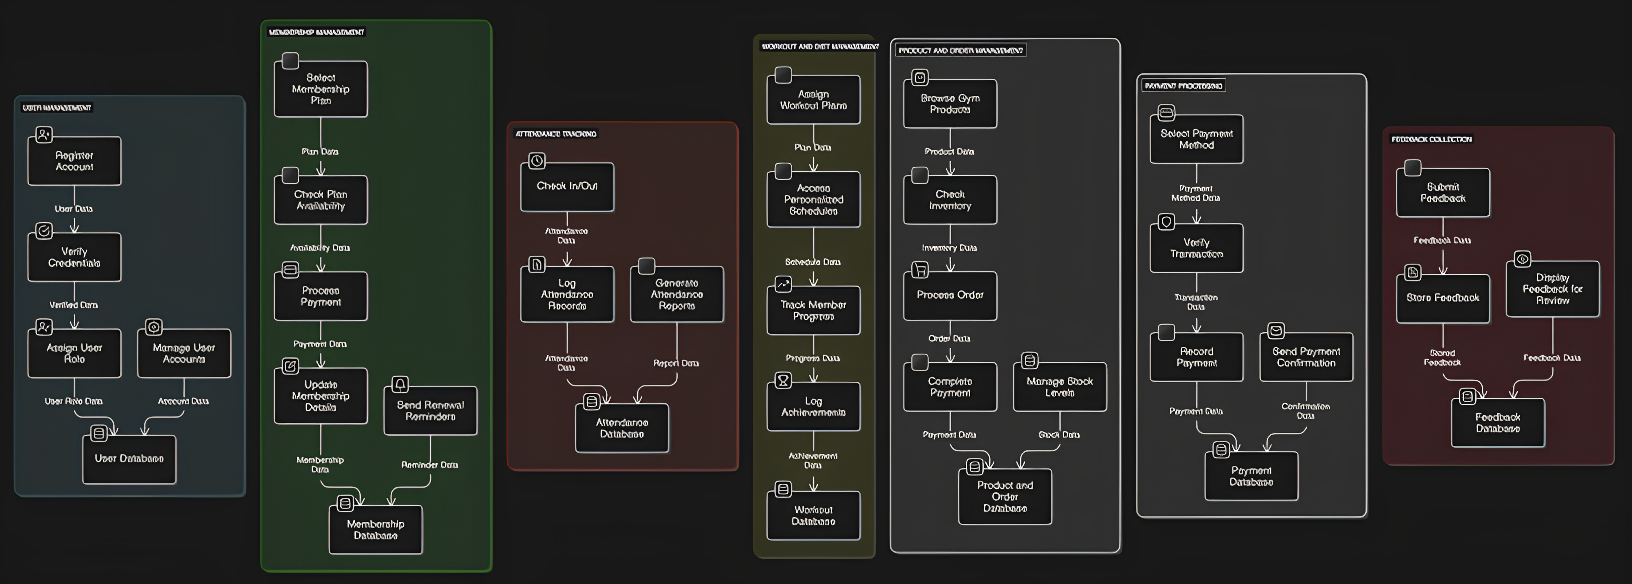 USER MANAGEMENT
Register
Account
User Data
Verify
Credentials
Verified Data
Assign User
Role
Manage User
Accounts
User Role Data
Account Data
User Database
MEMBERSHIP MANAGEMENT
Select
Membership
Plan
Plan Data
Check Plan
Availability
Availability Data
Process
Payment
Payment Data
Update
Membership
Details
Send Renewal
Reminders
Membership
Data
Reminder Data
Membership
Database
ATTENDANCE TRACKING
Check In/Out
Attendance
Data
Log
Attendance
Records
Generate
Attendance
Reports
Attendance
Data
Report Data
Attendance
Database
WORKOUT AND DIET MANAGEMENT
Assign
Workout Plans
Plan Data
Access
Personalized
Schedules
Schedule Data
Track Member
Progress
Progress Data
Log
Achievements
Achievement
Data
Workout
Database
PRODUCT AND ORDER MANAGEMENT
Browse Gym
Products
Product Data
Check
Inventory
Inventory Data
Process Order
Order Data
Complete
Payment
Manage Stock
Levels
Payment Data
Stock Data
Product and
Order
Database
PAYMENT PROCESSING
Select Payment
Method
Payment
Method Data
Verify
Transaction
Transaction
Data
Record
Payment
Send Payment
Confirmation
Payment Data
Confirmation
Data
Payment
Database
FEEDBACK COLLECTION
Submit
Feedback
Feedback Data
Store Feedback
Display
Feedback for
Review
Stored
Feedback
Feedback Data
Feedback
Database